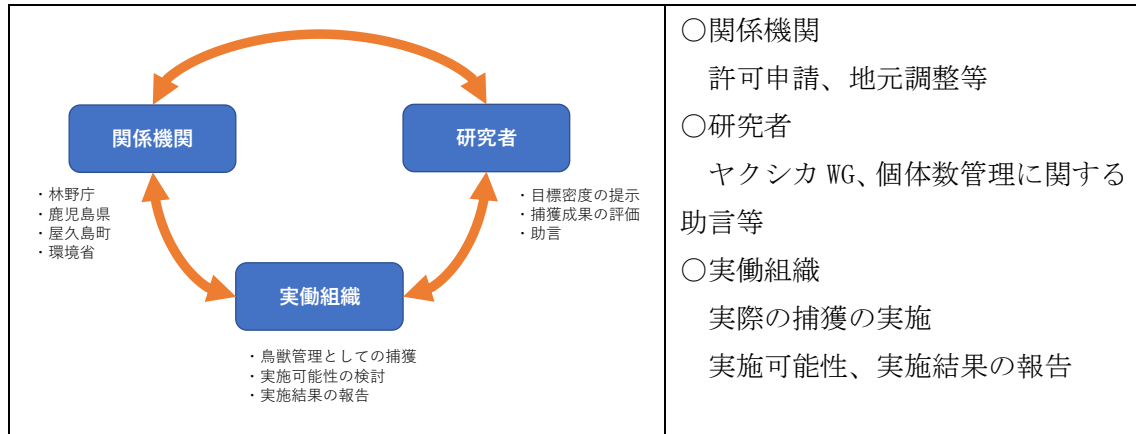 関係機関
研究者
・林野庁
・鹿児島県
・屋久島町
・環境省
・目標密度の提示
・捕獲成果の評価
・助言
実働組織
・鳥獣管理としての捕獲
・実施可能性の検討
・実施結果の報告
○関係機関
許可申請、地元調整等
○研究者
ヤクシカ WG、個体数管理に関する
助言等
○実働組織
実際の捕獲の実施
実施可能性、実施結果の報告